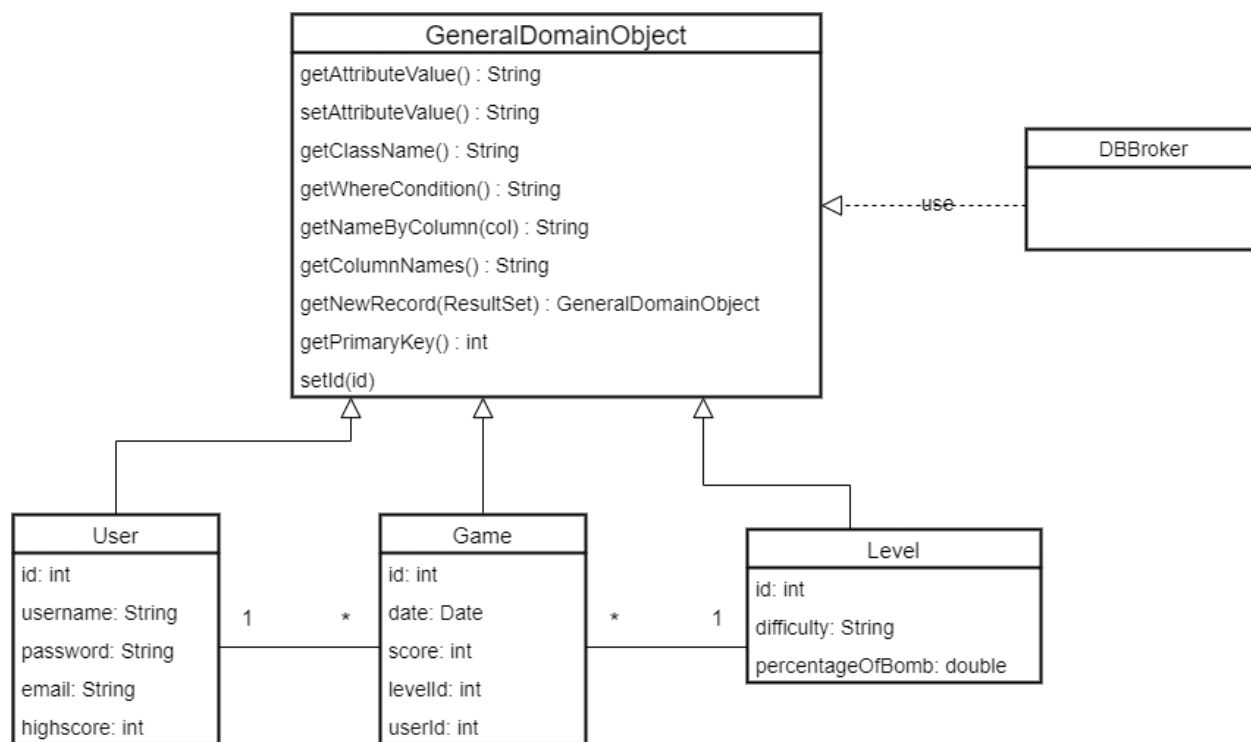 GeneralDomainObject
getAttributeValue() : String
setAttributeValue() : String
getClassName() : String
getWhereCondition() : String
getNameByColumn(col) : String
getColumnNames() : String
getNewRecord(ResultSet) : GeneralDomainObject
getPrimaryKey() : int
setId(id)
use
DBBroker
User
id: int
username: String
password: String
email: String
highscore: int
1
*
Game
id: int
date: Date
score: int
levelId: int
userId: int
*
1
Level
id: int
difficulty: String
percentageOfBomb: double